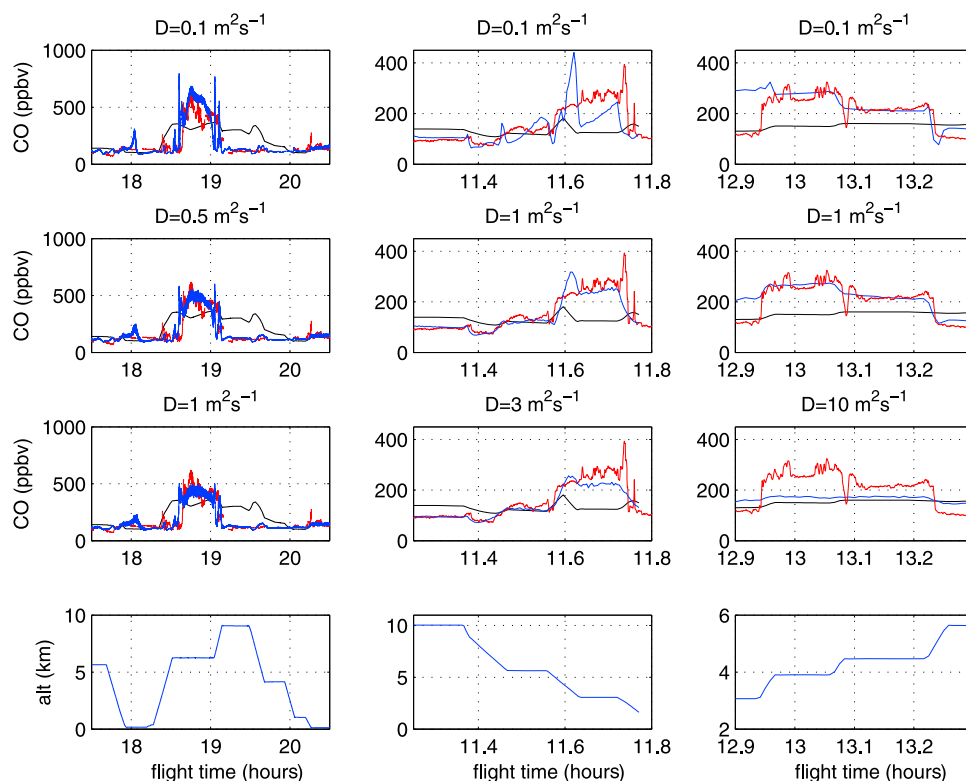 D=0.1 m²s⁻¹ D=0.1 m²s⁻¹ D=0.1 m²s⁻¹
1000 400 400
CO (ppbv) 500 200 200
0 0 0
18 19 20 11.4 11.6 11.8 12.9 13 13.1 13.2
D=0.5 m²s⁻¹ D=1 m²s⁻¹ D=1 m²s⁻¹
1000 400 400
CO (ppbv) 500 200 200
0 0 0
18 19 20 11.4 11.6 11.8 12.9 13 13.1 13.2
D=1 m²s⁻¹ D=3 m²s⁻¹ D=10 m²s⁻¹
1000 400 400
CO (ppbv) 500 200 200
0 0 0
18 19 20 11.4 11.6 11.8 12.9 13 13.1 13.2
10 10 6
alt (km) 5 5 4
0 0 2
18 19 20 11.4 11.6 11.8 12.9 13 13.1 13.2
flight time (hours) flight time (hours) flight time (hours)